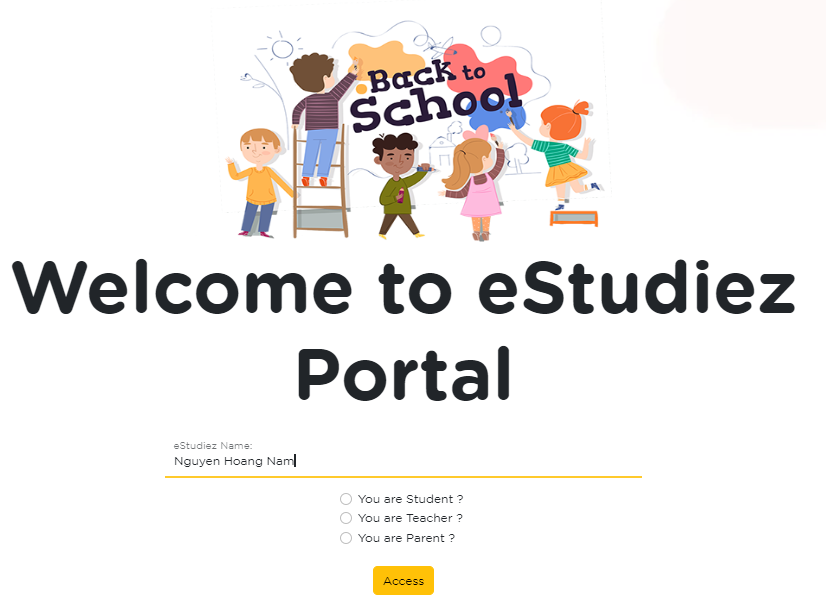 Back to
School
Welcome to eStudiez
Portal
eStudiez Name:
Nguyen Hoang Nam
You are Student ?
You are Teacher ?
You are Parent ?
Access